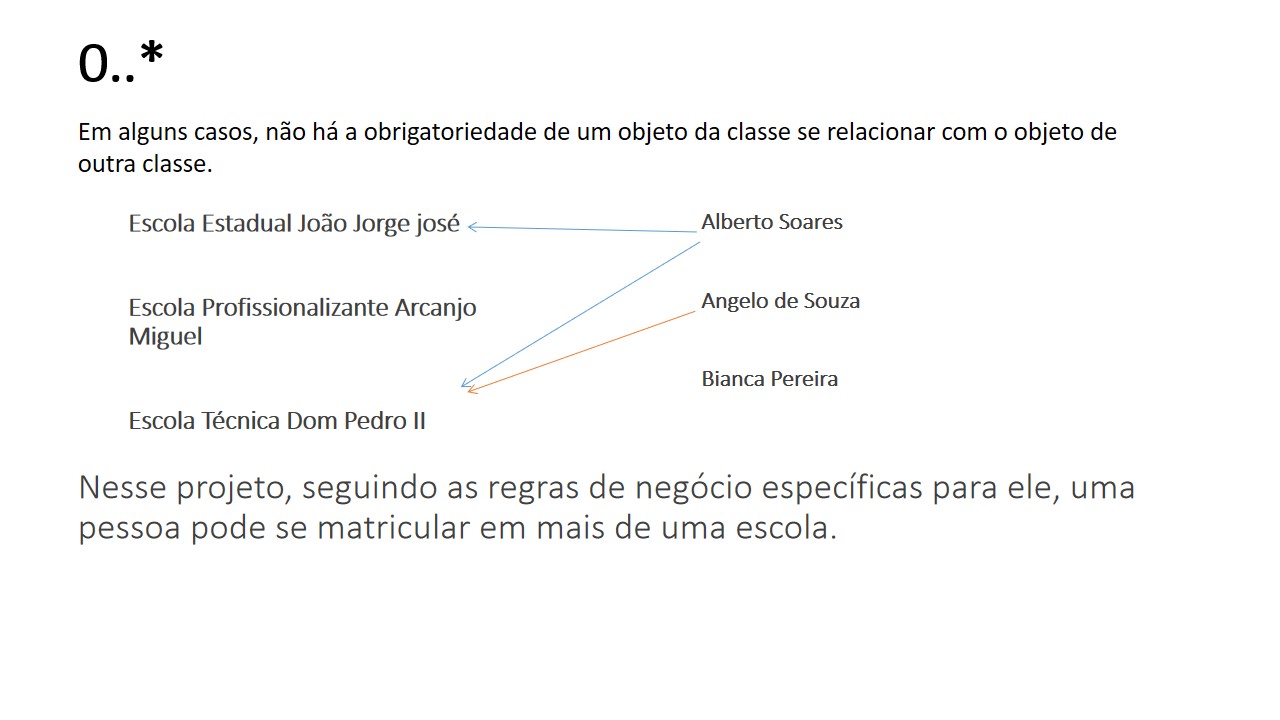 0..*
Em alguns casos, não há a obrigatoriedade de um objeto da classe se relacionar com o objeto de
outra classe.
Escola Estadual João Jorge josé
Alberto Soares
Escola Profissionalizante Arcanjo
Miguel
Angelo de Souza
Bianca Pereira
Escola Técnica Dom Pedro II
Nesse projeto, seguindo as regras de negócio específicas para ele, uma
pessoa pode se matricular em mais de uma escola.